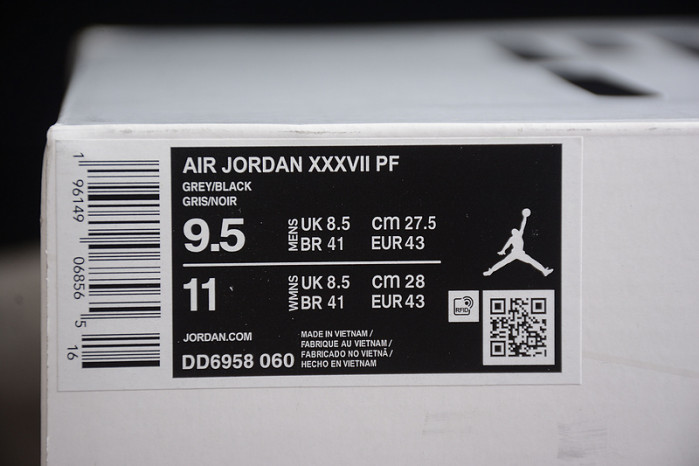 1 96149 06856 5 16
AIR JORDAN XXXVII PF
GREY/BLACK
GRIS/NOIR
9.5 MENS UK 8.5 cm 27.5
BR 41 EUR 43
11 WMNS UK 8.5 cm 28
BR 41 EUR 43
RFID
JORDAN.COM
DD6958 060
MADE IN VIETNAM /
FABRIQUE AU VIETNAM /
FABRICADO NO VIETNÃ /
HECHO EN VIETNAM